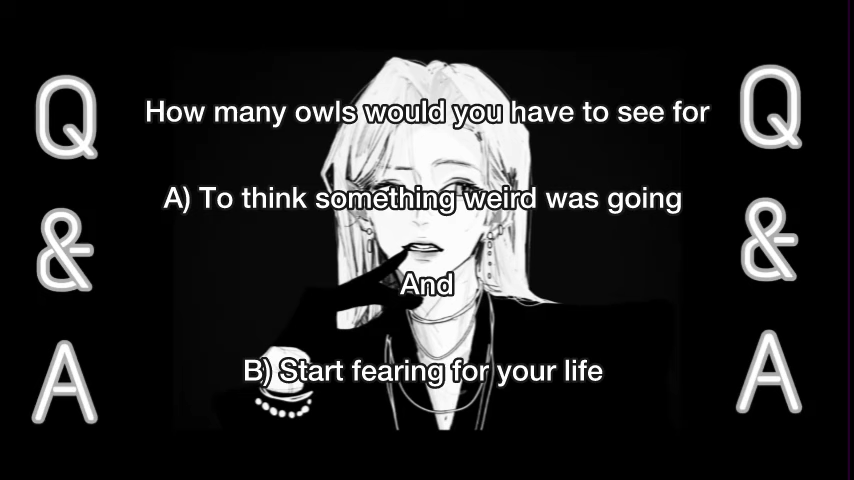 Q & A
How many owls would you have to see for
A) To think something weird was going
And
B) Start fearing for your life
Q & A